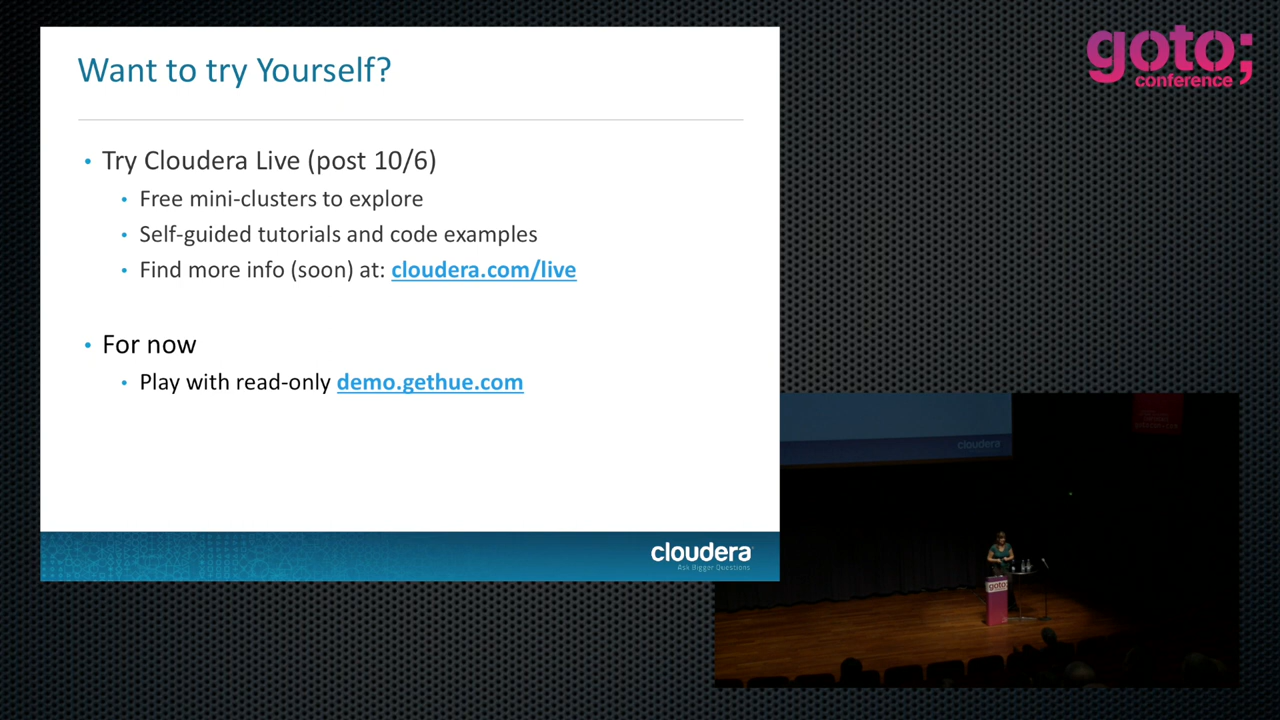 Want to try Yourself?
goto;
conference
• Try Cloudera Live (post 10/6)
• Free mini-clusters to explore
• Self-guided tutorials and code examples
• Find more info (soon) at: cloudera.com/live
• For now
• Play with read-only demo.gethue.com
cloudera
Ask Bigger Questions
cloudera
goto;